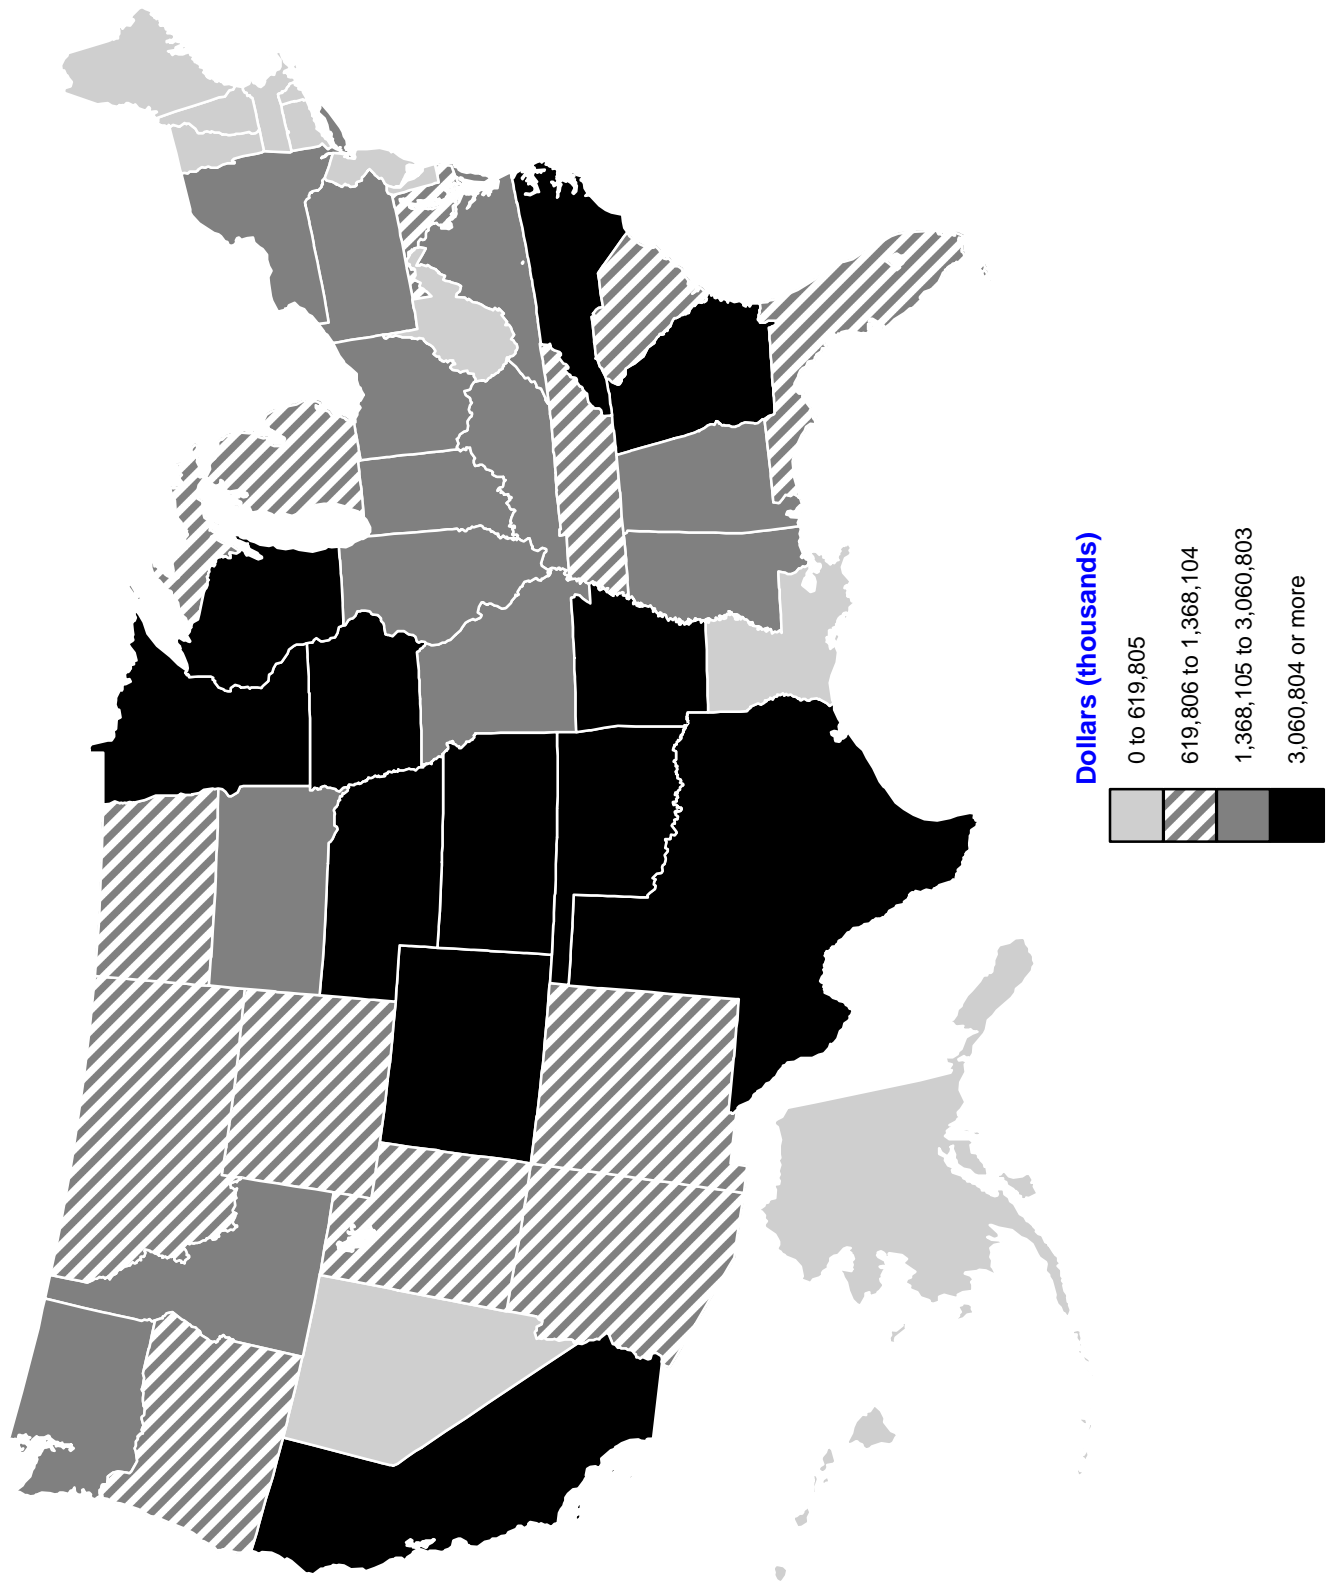 Dollars (thousands)
0 to 619,805
619,806 to 1,368,104
1,368,105 to 3,060,803
3,060,804 or more